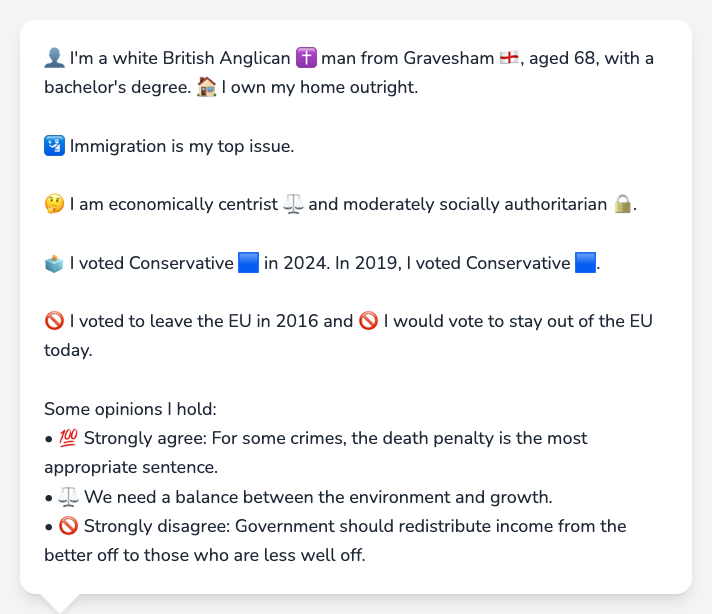 👤 I'm a white British Anglican ✝️ man from Gravesham 🏴󠁧󠁢󠁥󠁮󠁧󠁿, aged 68, with a
bachelor's degree. 🏠 I own my home outright.
🛂 Immigration is my top issue.
🤔 I am economically centrist ⚖️ and moderately socially authoritarian 🔒.
🗳️ I voted Conservative 🟦 in 2024. In 2019, I voted Conservative 🟦.
🚫 I voted to leave the EU in 2016 and 🚫 I would vote to stay out of the EU
today.
Some opinions I hold:
• 💯 Strongly agree: For some crimes, the death penalty is the most
appropriate sentence.
• ⚖️ We need a balance between the environment and growth.
• 🚫 Strongly disagree: Government should redistribute income from the
better off to those who are less well off.